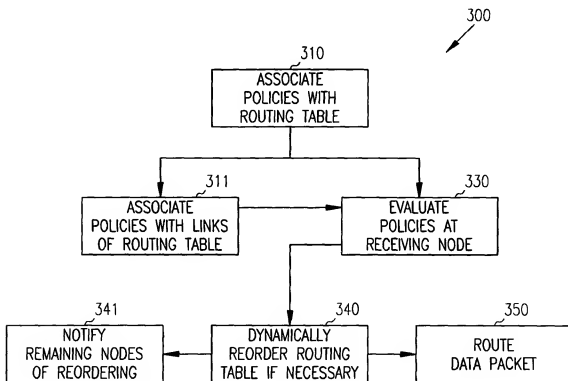 300
310
ASSOCIATE
POLICIES WITH
ROUTING TABLE
311
ASSOCIATE
POLICIES WITH LINKS
OF ROUTING TABLE
330
EVALUATE
POLICIES AT
RECEIVING NODE
341
NOTIFY
REMAINING NODES
OF REORDERING
340
DYNAMICALLY
REORDER ROUTING
TABLE IF NECESSARY
350
ROUTE
DATA PACKET